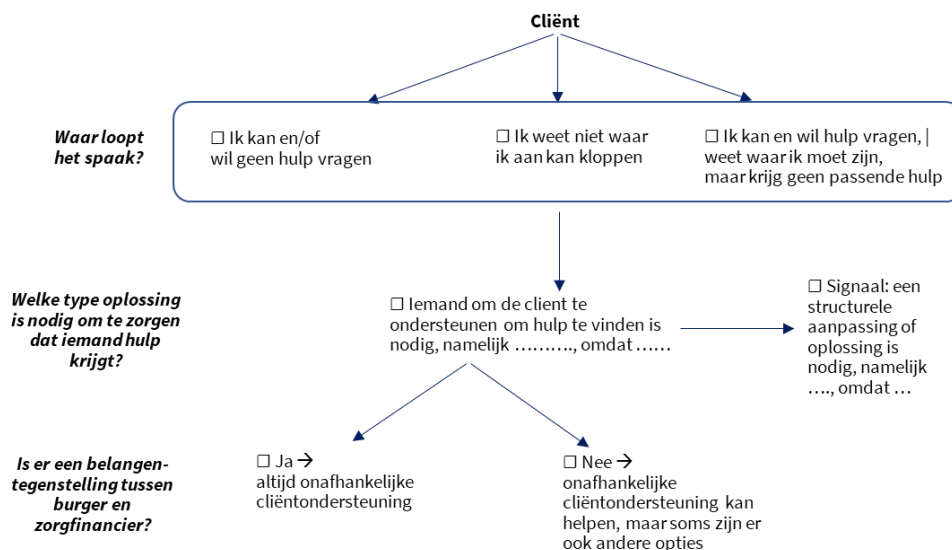 Cliënt
Waar loopt
het spaak?
☐ Ik kan en/of
wil geen hulp vragen
☐ Ik weet niet waar
ik aan kan kloppen
☐ Ik kan en wil hulp vragen, |
weet waar ik moet zijn,
maar krijg geen passende hulp
Welke type oplossing
is nodig om te zorgen
dat iemand hulp
krijgt?
☐ Iemand om de client te
ondersteunen om hulp te vinden is
nodig, namelijk ………., omdat ……
☐ Signaal: een
structurele
aanpassing of
oplossing is
nodig, namelijk
…., omdat …
Is er een belangen-
tegenstelling tussen
burger en
zorgfinancier?
☐ Ja →
altijd onafhankelijke
cliëntondersteuning
☐ Nee →
onafhankelijke
cliëntondersteuning kan
helpen, maar soms zijn er
ook andere opties